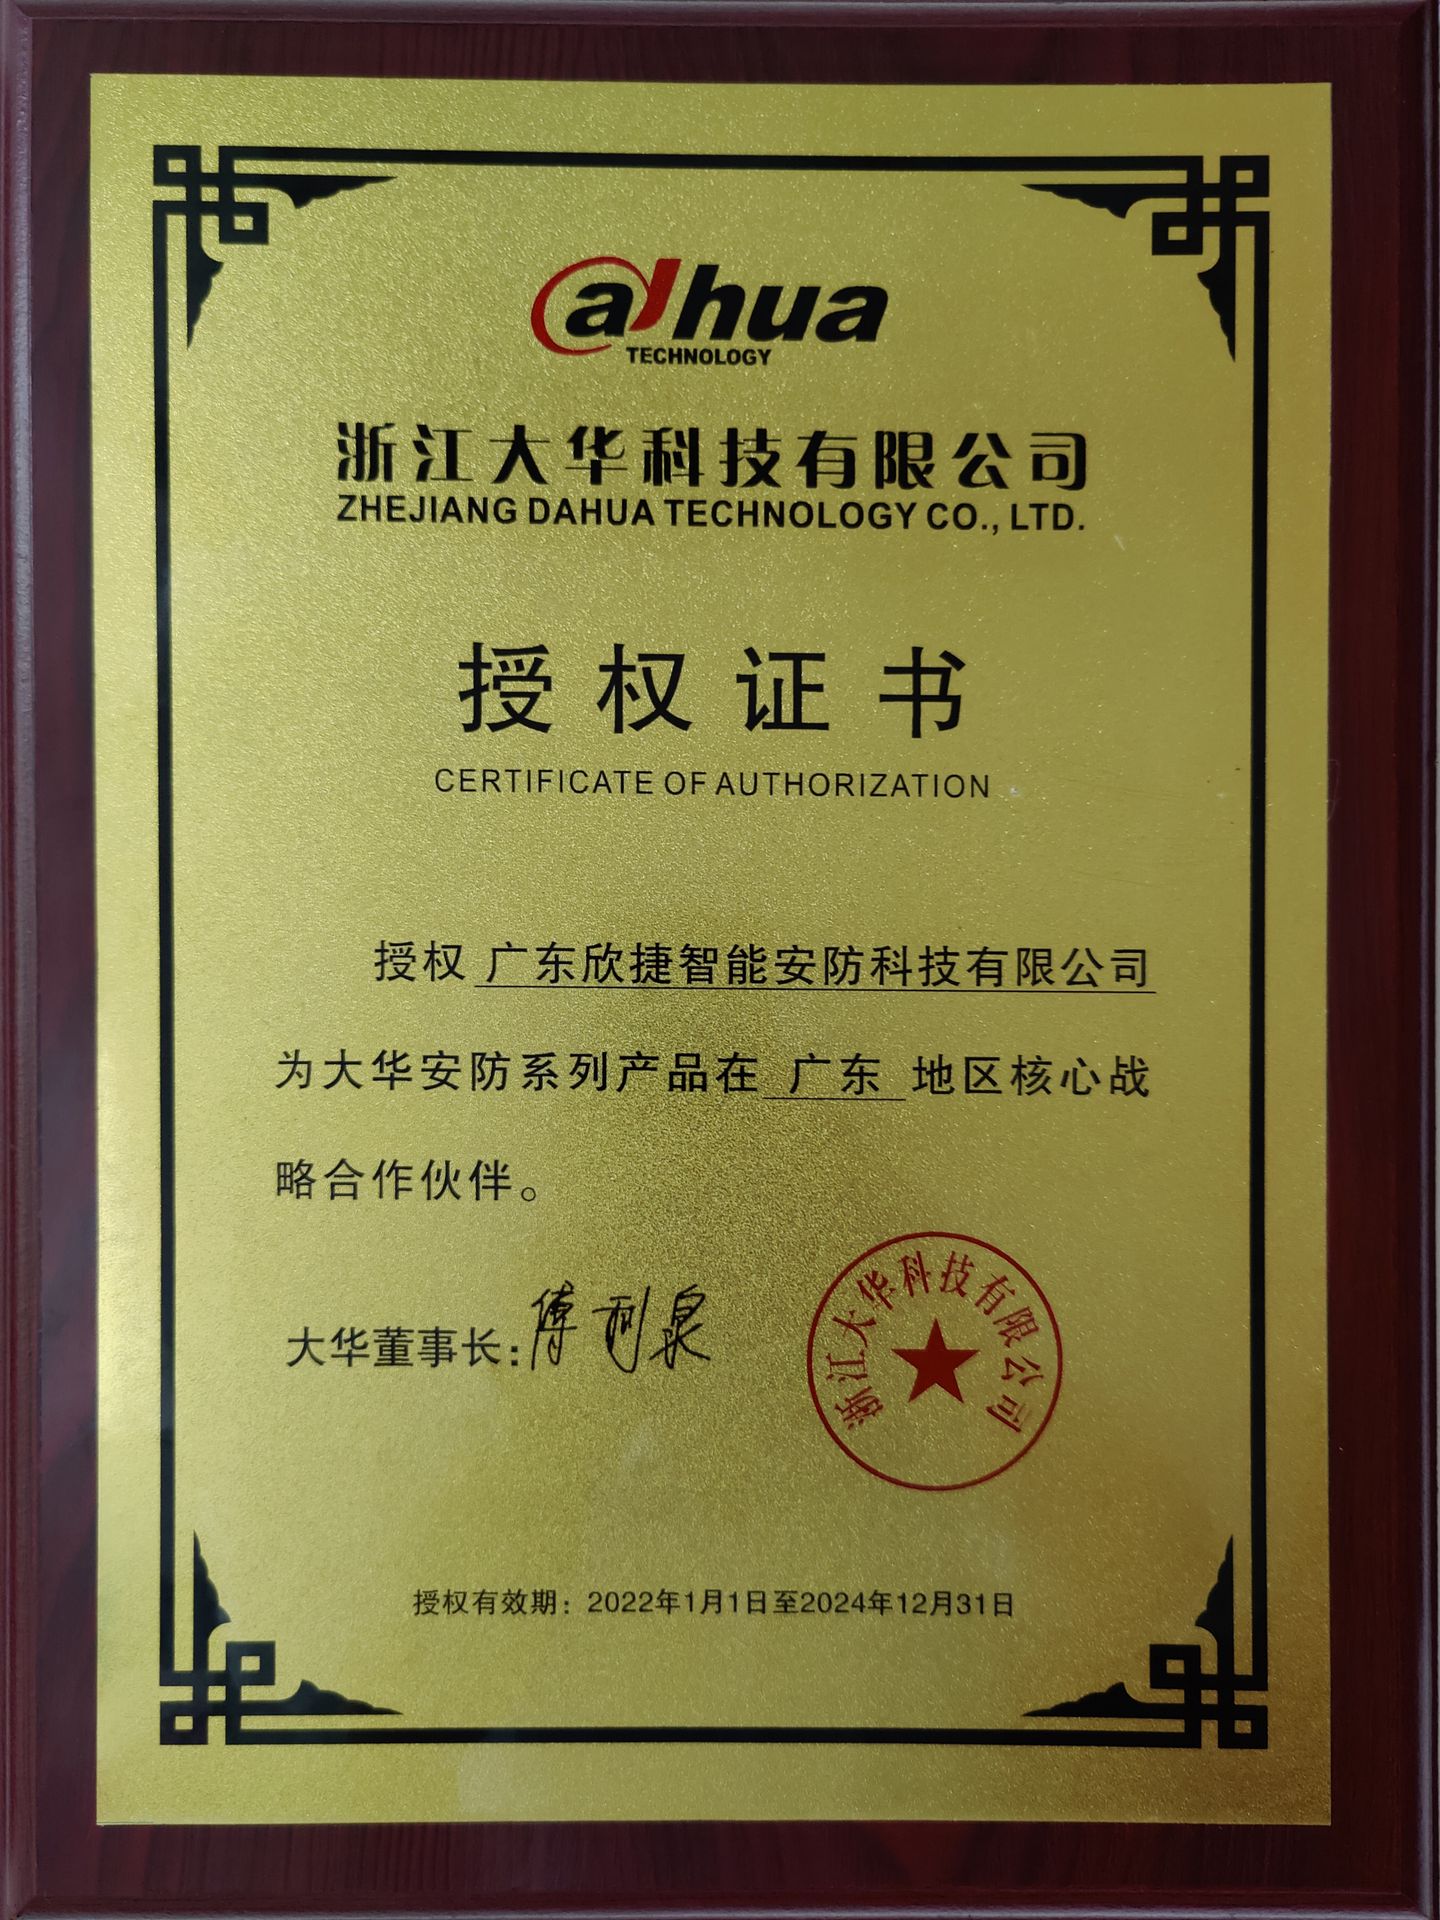 dahua
TECHNOLOGY
浙江大华科技有限公司
ZHEJIANG DAHUA TECHNOLOGY CO., LTD.
授权证书
CERTIFICATE OF AUTHORIZATION
授权 广东欣捷智能安防科技有限公司
为大华安防系列产品在 广东 地区核心战
略合作伙伴。
大华董事长:傅利泉
浙江大华科技有限公司
授权有效期：2022年1月1日至2024年12月31日